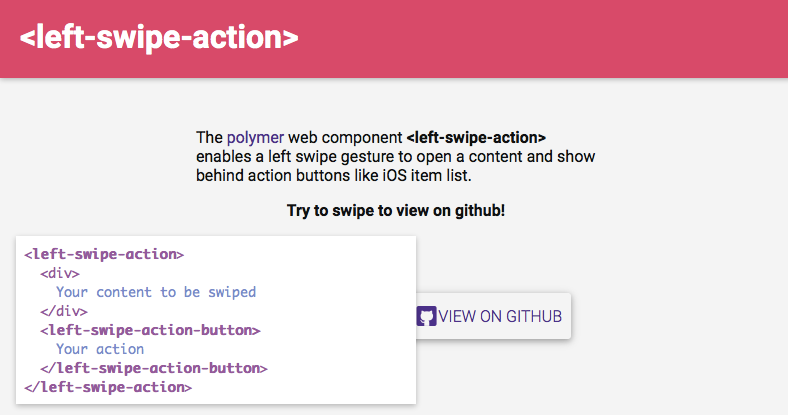 <left-swipe-action>
The polymer web component <left-swipe-action>
enables a left swipe gesture to open a content and show
behind action buttons like iOS item list.
Try to swipe to view on github!
<left-swipe-action>
<div>
Your content to be swiped
</div>
<left-swipe-action-button>
Your action
</left-swipe-action-button>
</left-swipe-action>
VIEW ON GITHUB